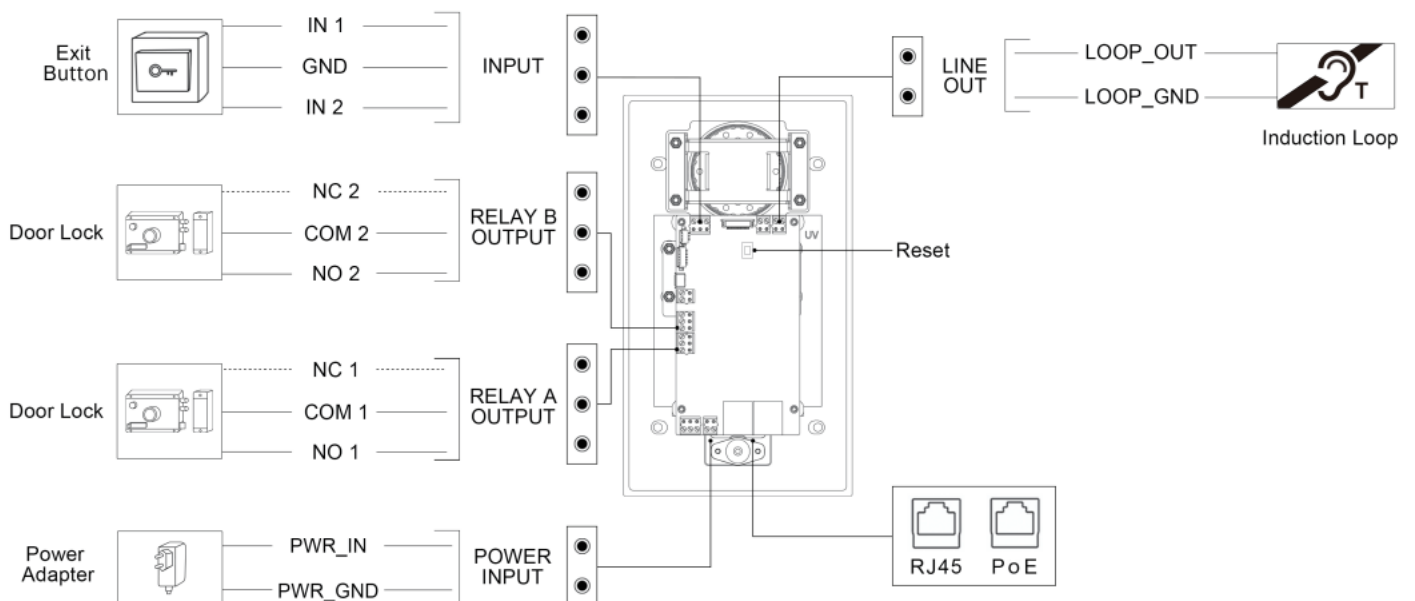 Exit
Button
IN 1
GND
IN 2
INPUT
LINE
OUT
LOOP_OUT
LOOP_GND
T
Induction Loop
Door Lock
NC 2
COM 2
NO 2
RELAY B
OUTPUT
UV
Reset
Door Lock
NC 1
COM 1
NO 1
RELAY A
OUTPUT
Power
Adapter
PWR_IN
PWR_GND
POWER
INPUT
RJ45
PoE